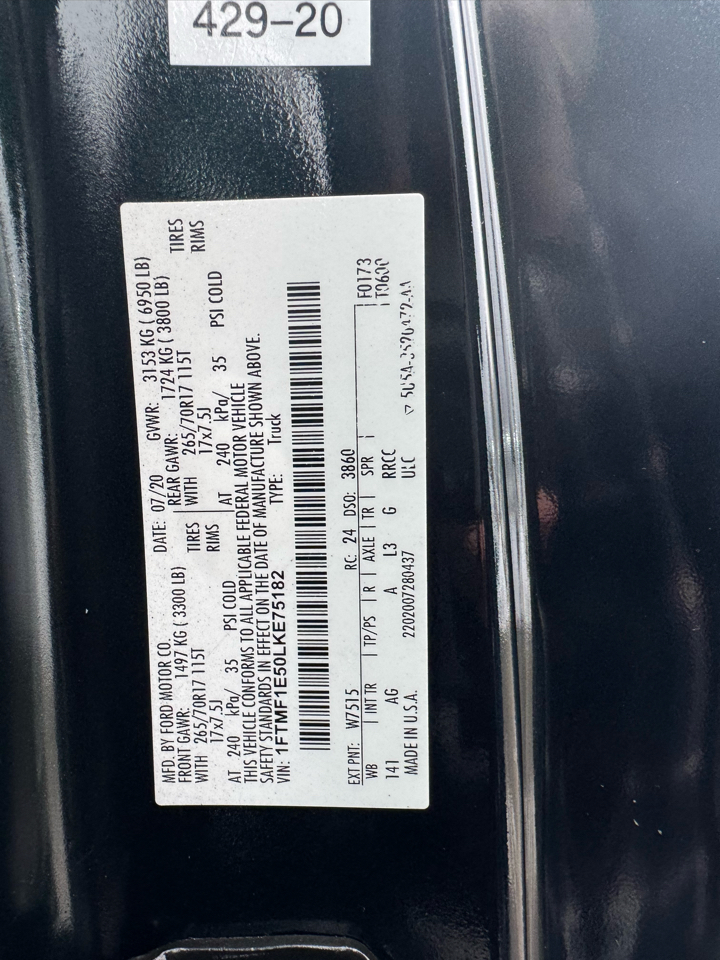 429-20
MFD. BY FORD MOTOR CO.
DATE: 07/20 GVWR: 3153 KG ( 6950 LB)
FRONT GAWR: 1497 KG ( 3300 LB)
REAR GAWR: 1724 KG ( 3800 LB)
WITH 265/70R17 115T TIRES
WITH 265/70R17 115T TIRES
17x7.5J RIMS
17x7.5J RIMS
AT 240 kPa/ 35 PSI COLD
AT 240 kPa/ 35 PSI COLD
THIS VEHICLE CONFORMS TO ALL APPLICABLE FEDERAL MOTOR VEHICLE
SAFETY STANDARDS IN EFFECT ON THE DATE OF MANUFACTURE SHOWN ABOVE.
VIN: 1FTMF1E50LKE75182
TYPE: Truck
EXT PNT: W7515 RC: 24 DSO: 3860
F0173
WB | INT TR | TP/PS | R | AXLE | TR | SPR |
141 AG A L3 G RRCC
MADE IN U.S.A. 2202007280437